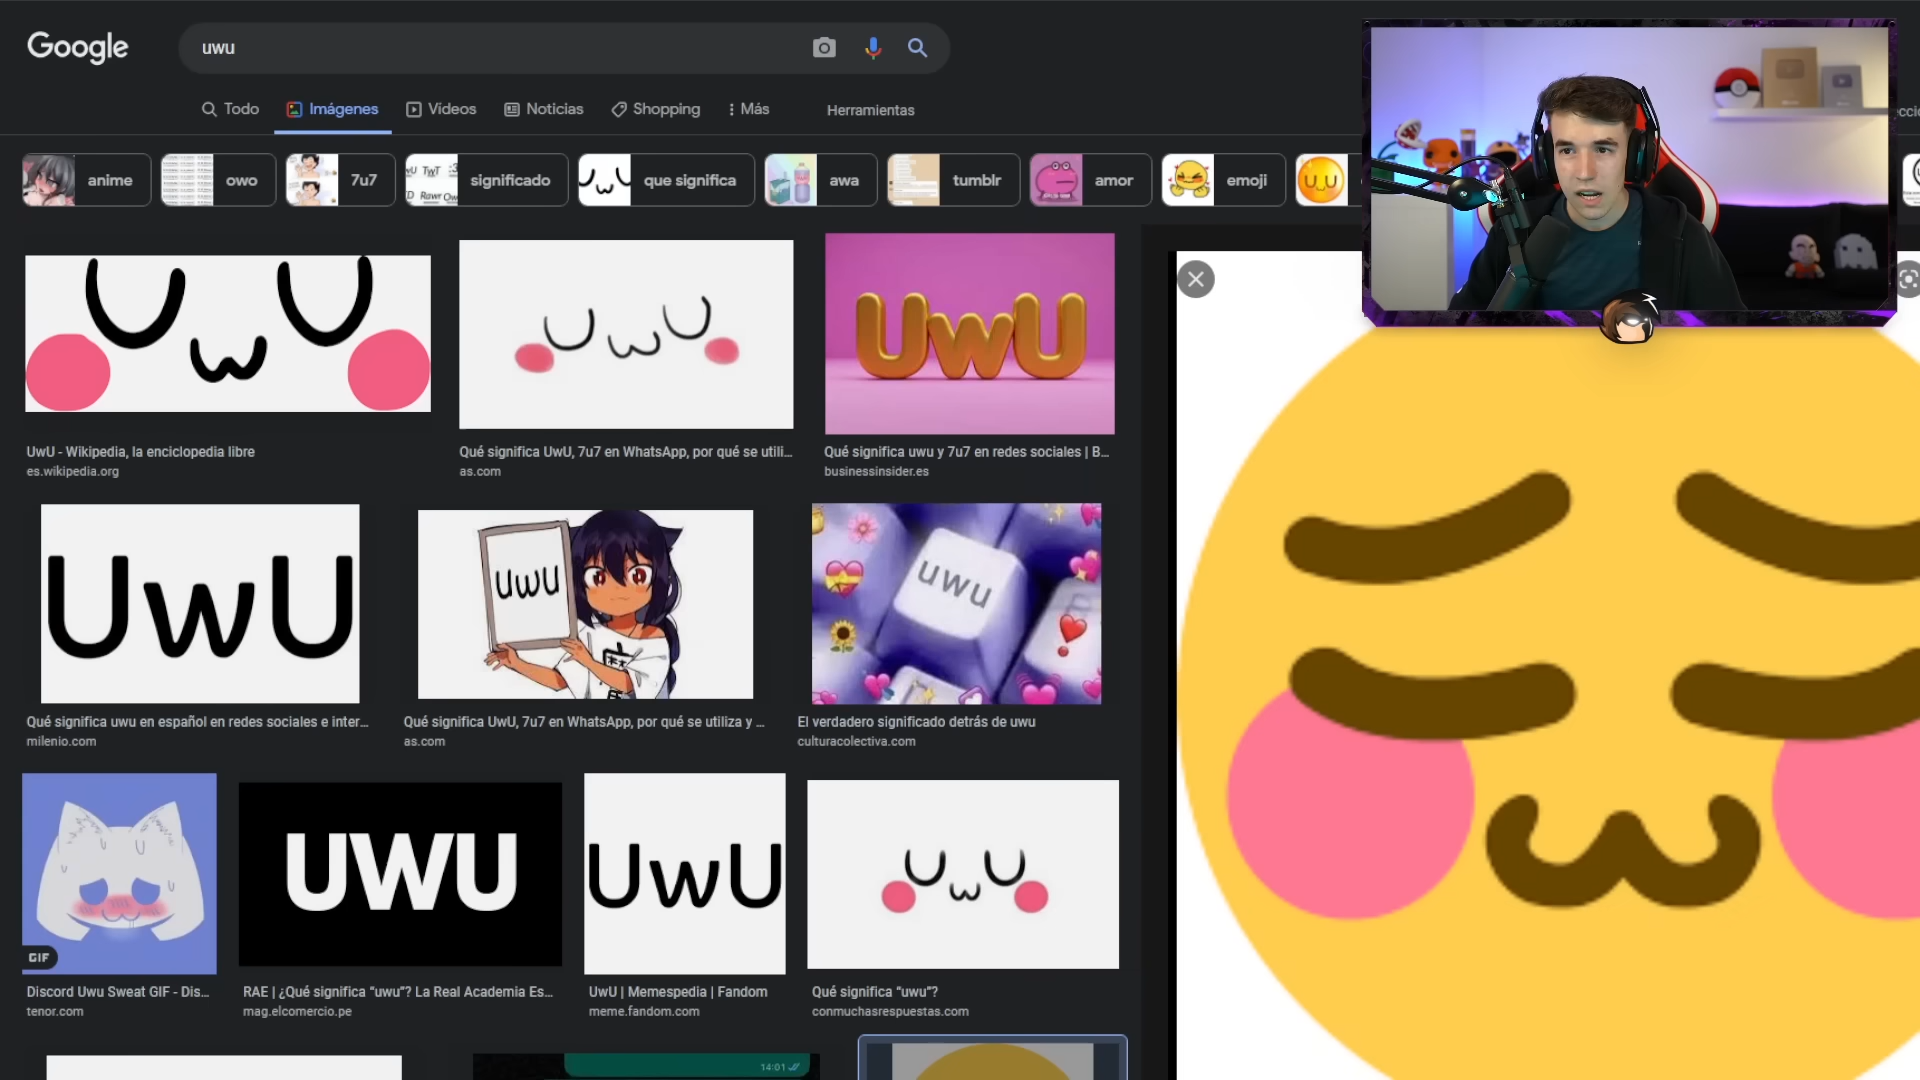 Google
uwu
Todo
Imágenes
Vídeos
Noticias
Shopping
Más
Herramientas
anime
owo
7u7
significado
que significa
awa
tumblr
amor
emoji
UwU
UwU - Wikipedia, la enciclopedia libre
es.wikipedia.org
Qué significa UwU, 7u7 en WhatsApp, por qué se utili...
as.com
Qué significa uwu y 7u7 en redes sociales | B...
businessinsider.es
UwU
uwu
uwu
Qué significa uwu en español en redes sociales e inter...
milenio.com
Qué significa UwU, 7u7 en WhatsApp, por qué se utiliza y ...
as.com
El verdadero significado detrás de uwu
culturacolectiva.com
GIF
UWU
UwU
Discord Uwu Sweat GIF - Dis...
tenor.com
RAE | ¿Qué significa “uwu”? La Real Academia Es...
mag.elcomercio.pe
UwU | Memespedia | Fandom
meme.fandom.com
Qué significa “uwu”?
conmuchasrespuestas.com
14:01